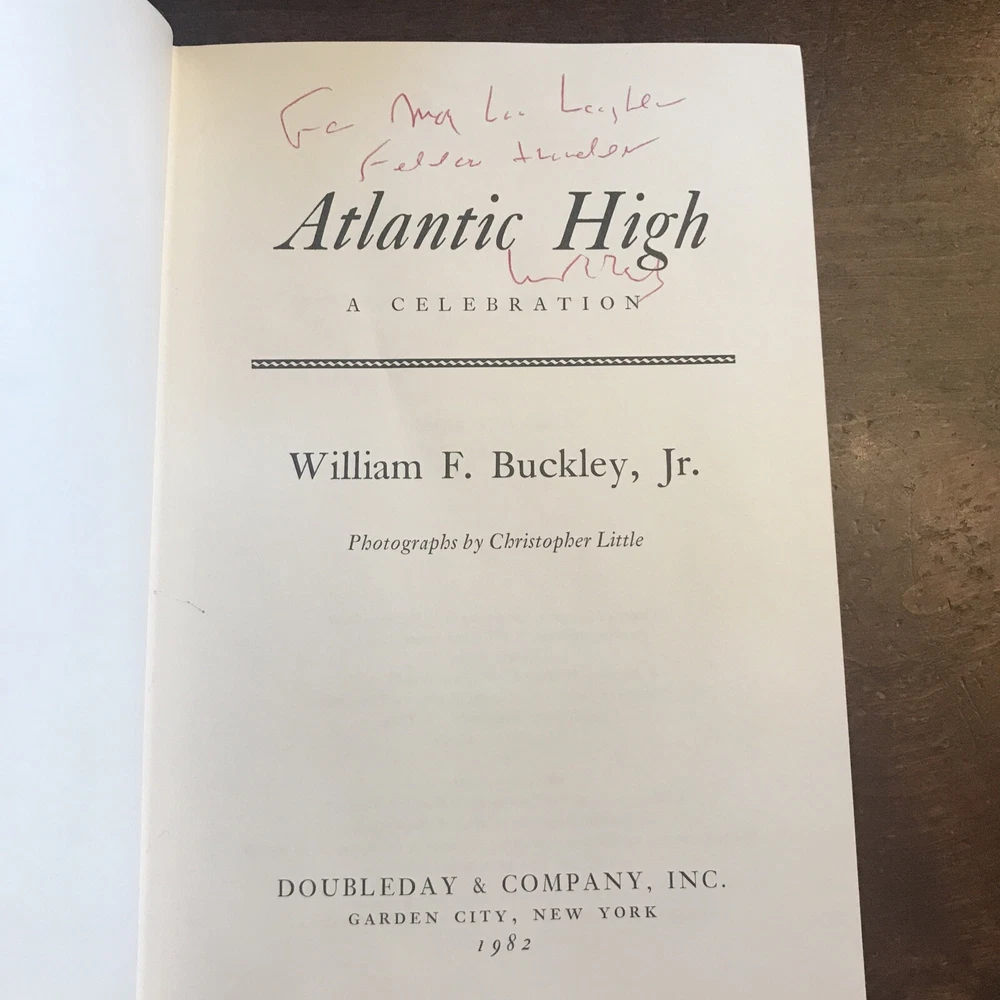 For
Fellow traveler
Atlantic High
A CELEBRATION
William F. Buckley, Jr.
Photographs by Christopher Little
DOUBLEDAY & COMPANY, INC.
GARDEN CITY, NEW YORK
1982